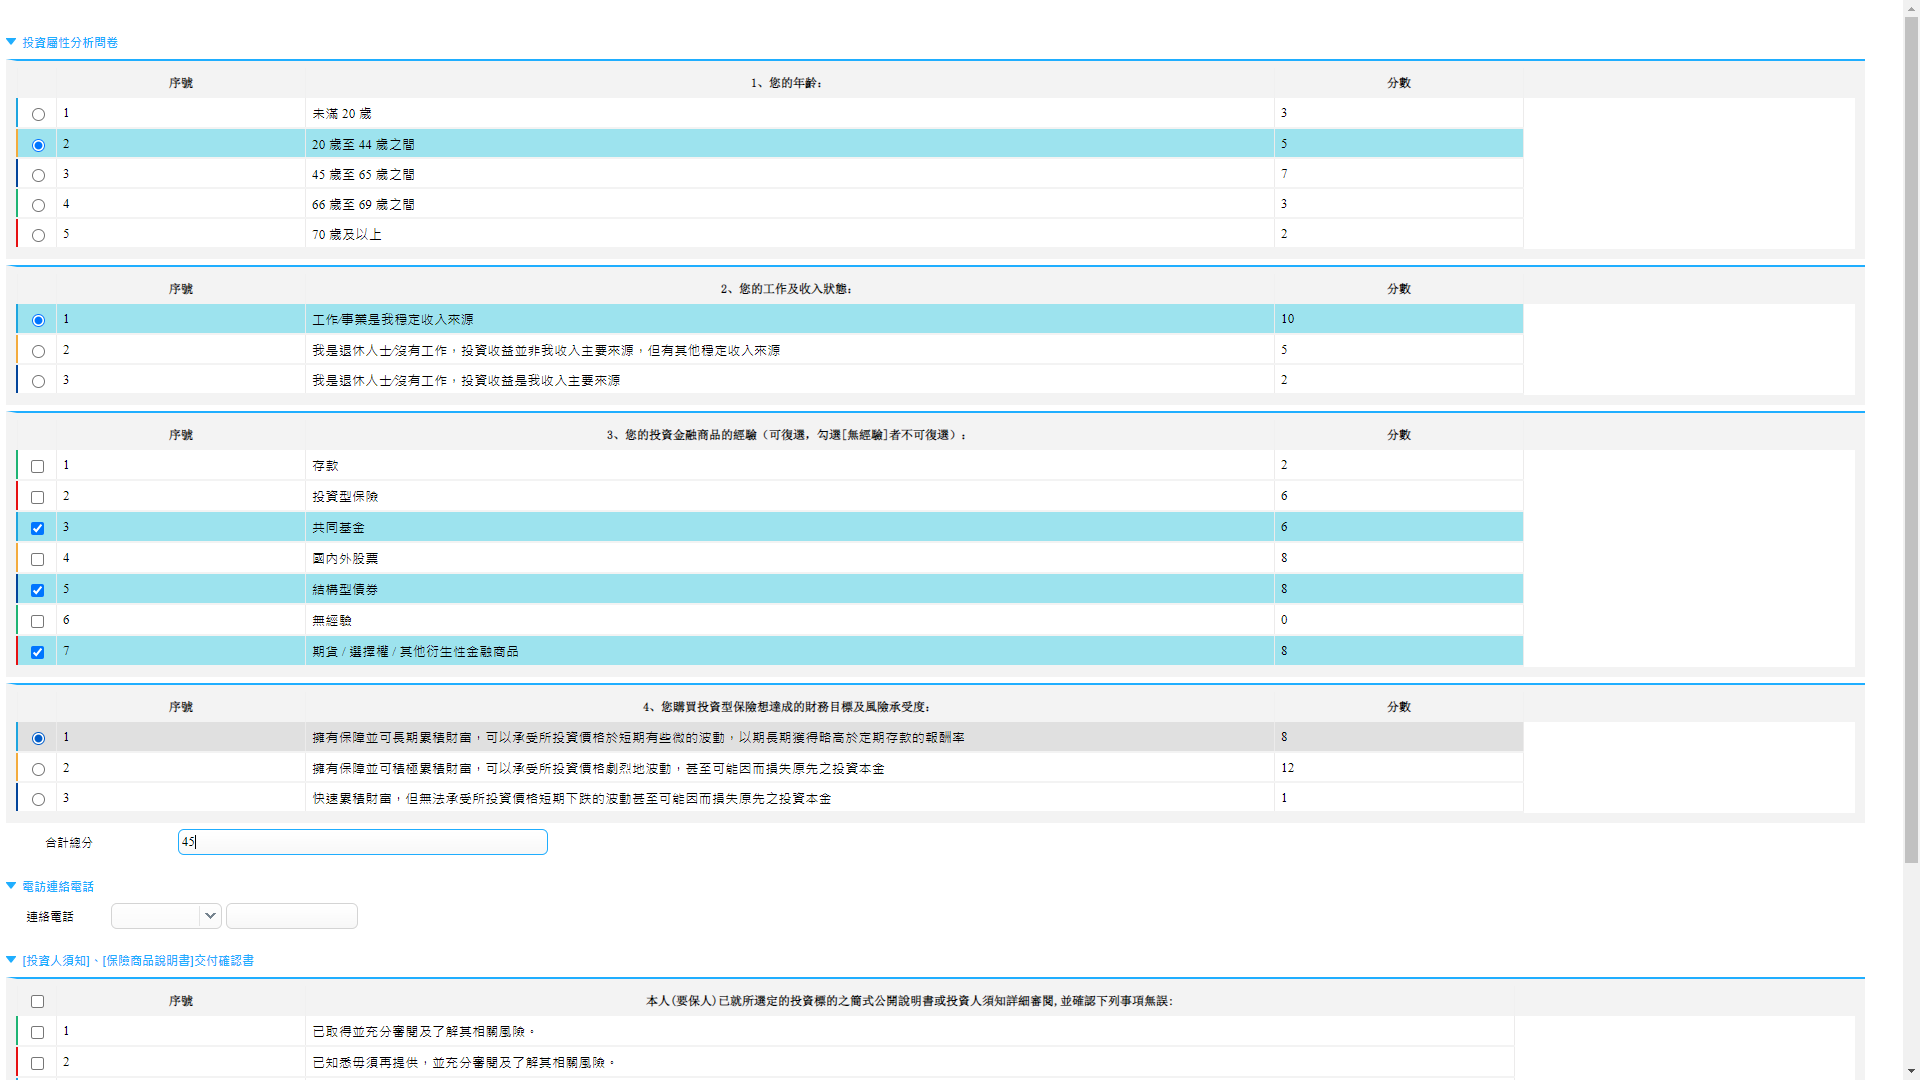 投資屬性分析問卷
序號 1、您的年齡: 分數
1 未滿 20 歲 3
2 20 歲至 44 歲之間 5
3 45 歲至 65 歲之間 7
4 66 歲至 69 歲之間 3
5 70 歲及以上 2
序號 2、您的工作及收入狀態: 分數
1 工作/事業是我穩定收入來源 10
2 我是退休人士/沒有工作，投資收益並非我收入主要來源，但有其他穩定收入來源 5
3 我是退休人士/沒有工作，投資收益是我收入主要來源 2
序號 3、您的投資金融商品的經驗（可復選，勾選[無經驗]者不可復選）: 分數
1 存款 2
2 投資型保險 6
3 共同基金 6
4 國內外股票 8
5 結構型債券 8
6 無經驗 0
7 期貨 / 選擇權 / 其他衍生性金融商品 8
序號 4、您購買投資型保險想達成的財務目標及風險承受度: 分數
1 擁有保障並可長期累積財富，可以承受所投資價格於短期有些微的波動，以期長期獲得略高於定期存款的報酬率 8
2 擁有保障並可積極累積財富，可以承受所投資價格劇烈地波動，甚至可能因而損失原先之投資本金 12
3 快速累積財富，但無法承受所投資價格短期下跌的波動甚至可能因而損失原先之投資本金 1
合計總分 45
電訪連絡電話
連絡電話
[投資人須知]、[保險商品說明書]交付確認書
序號 本人(要保人)已就所選定的投資標的之簡式公開說明書或投資人須知詳細審閱,並確認下列事項無誤:
1 已取得並充分審閱及了解其相關風險。
2 已知悉毋須再提供，並充分審閱及了解其相關風險。